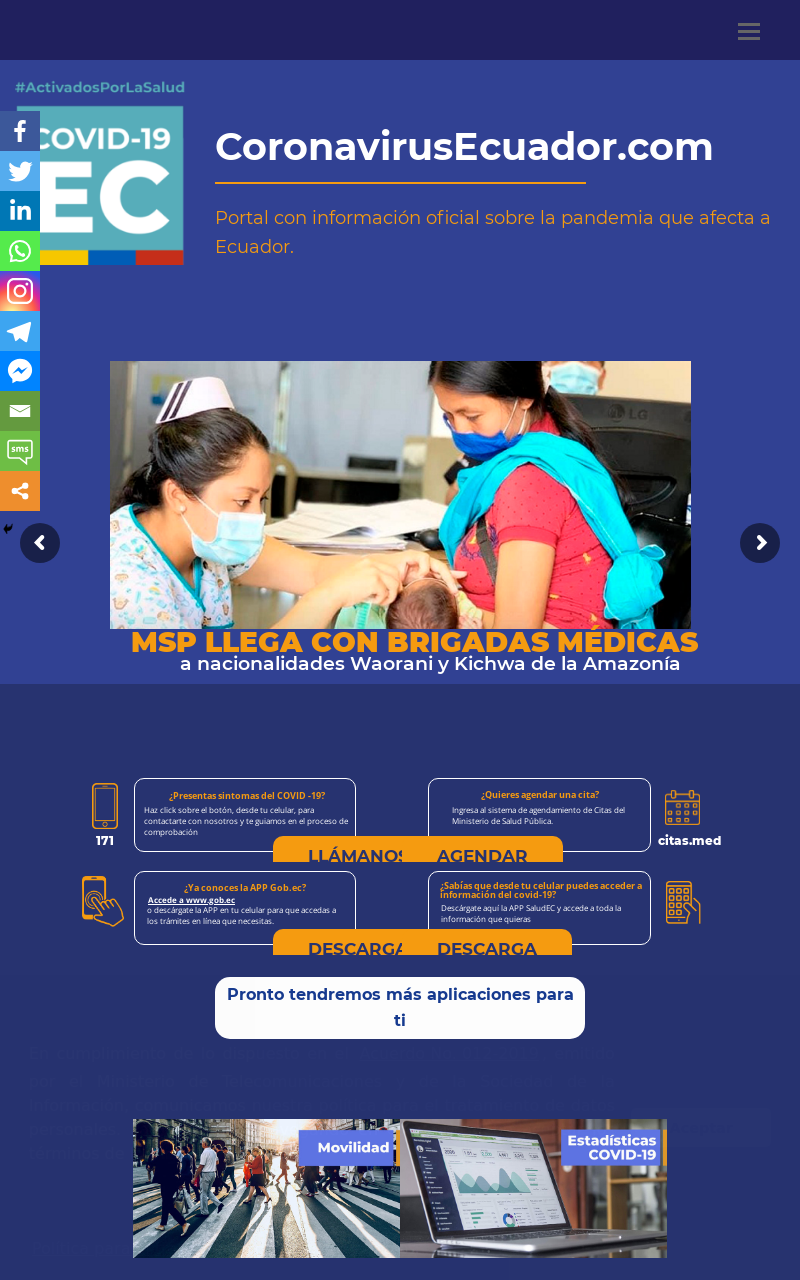 #ActivadosPorLaSalud
COVID-19
EC
CoronavirusEcuador.com
Portal con información oficial sobre la pandemia que afecta a
Ecuador.
sms
LG
MSP LLEGA CON BRIGADAS MÉDICAS
a nacionalidades Waorani y Kichwa de la Amazonía
¿Presentas sintomas del COVID -19?
Haz click sobre el botón, desde tu celular, para
contactarte con nosotros y te guiamos en el proceso de
comprobación
171
LLÁMANOS
¿Quieres agendar una cita?
Ingresa al sistema de agendamiento de Citas del
Ministerio de Salud Pública.
citas.med
AGENDAR
¿Ya conoces la APP Gob.ec?
Accede a www.gob.ec
o descárgate la APP en tu celular para que accedas a
los trámites en línea que necesitas.
DESCARGA
¿Sabías que desde tu celular puedes acceder a
información del covid-19?
Descárgate aquí la APP SaludEC y accede a toda la
información que quieras
DESCARGA
Pronto tendremos más aplicaciones para
ti
Movilidad
Estadísticas
COVID-19